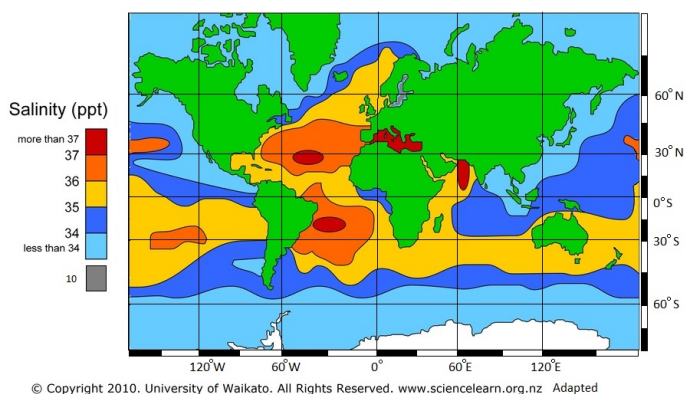 Salinity (ppt)
more than 37
37
36
35
34
less than 34
10
60°N
30°N
0°S
30°S
60°S
120°W
60°W
0°
60°E
120°E
© Copyright 2010. University of Waikato. All Rights Reserved. www.sciencelearn.org.nz Adapted